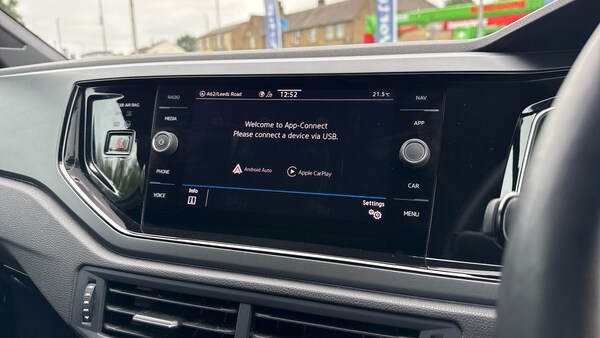 RADIO
A62/Leeds Road
12:52
21.5°C
NAV
MEDIA
Welcome to App-Connect
Please connect a device via USB.
APP
PHONE
Android Auto
Apple CarPlay
CAR
VOICE
Info
Settings
MENU
AIR BAG